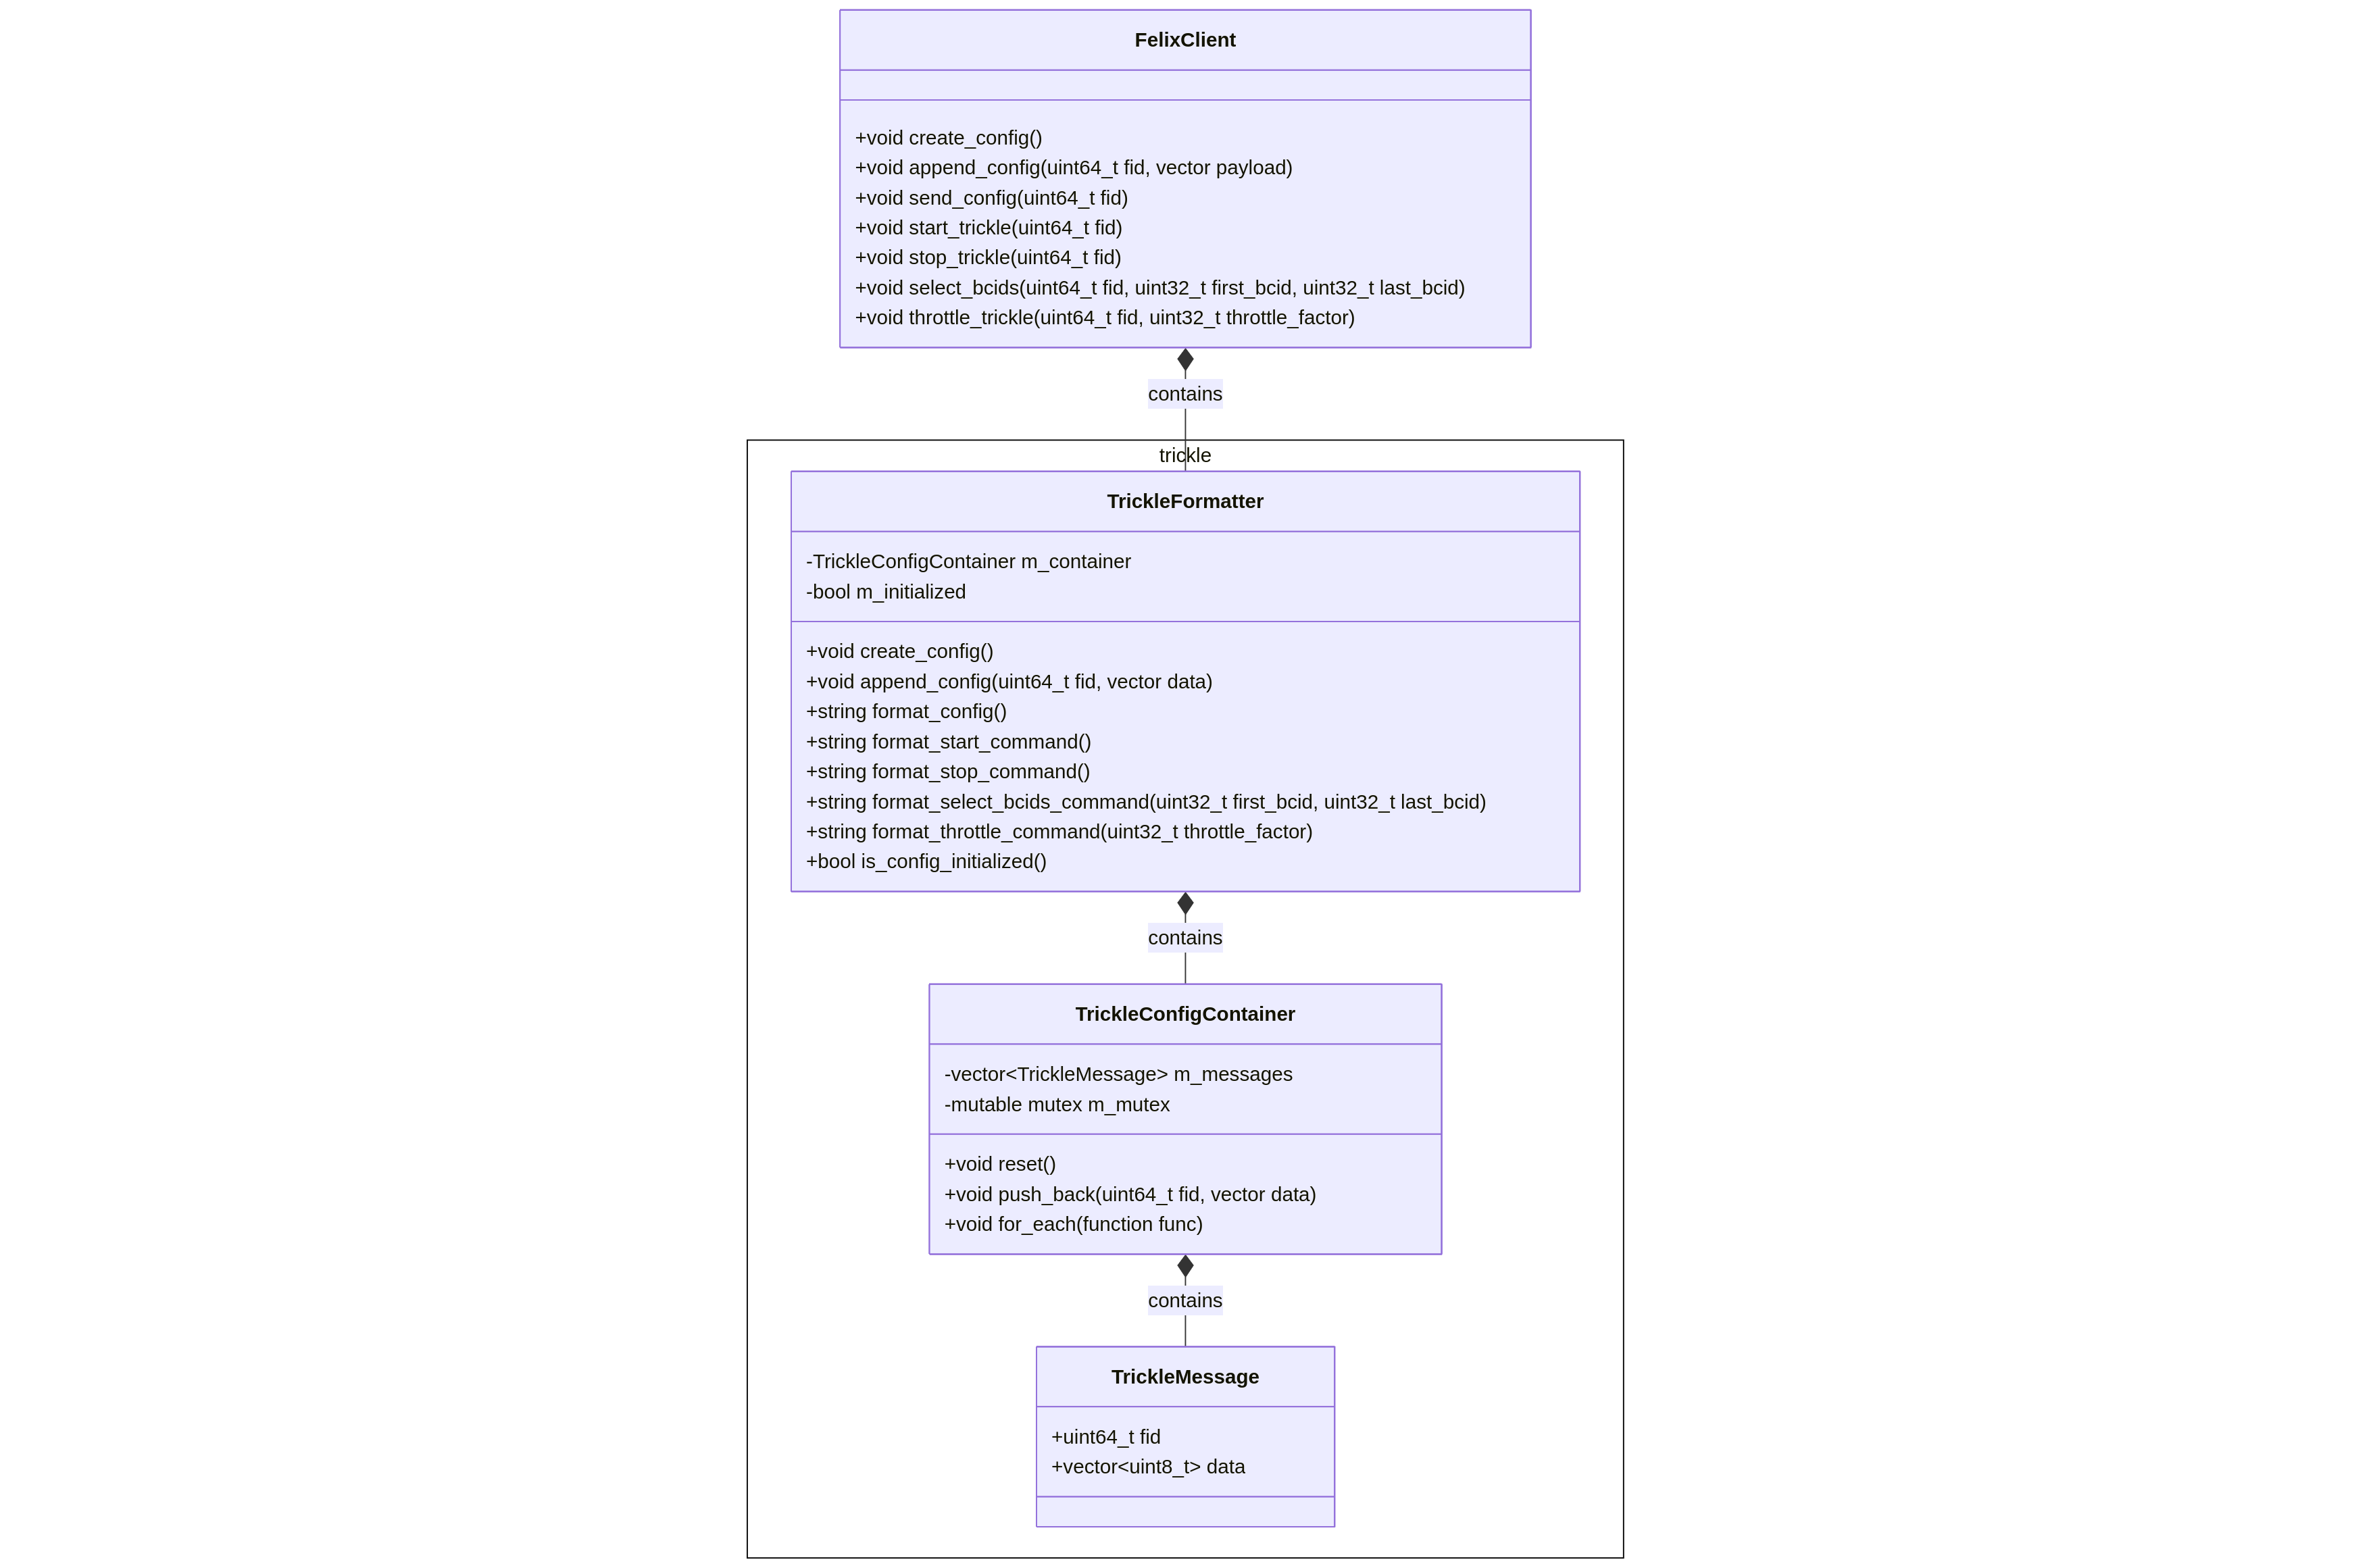 FelixClient
+void create_config()
+void append_config(uint64_t fid, vector payload)
+void send_config(uint64_t fid)
+void start_trickle(uint64_t fid)
+void stop_trickle(uint64_t fid)
+void select_bcids(uint64_t fid, uint32_t first_bcid, uint32_t last_bcid)
+void throttle_trickle(uint64_t fid, uint32_t throttle_factor)
contains
trickle
TrickleFormatter
-TrickleConfigContainer m_container
-bool m_initialized
+void create_config()
+void append_config(uint64_t fid, vector data)
+string format_config()
+string format_start_command()
+string format_stop_command()
+string format_select_bcids_command(uint32_t first_bcid, uint32_t last_bcid)
+string format_throttle_command(uint32_t throttle_factor)
+bool is_config_initialized()
contains
TrickleConfigContainer
-vector<TrickleMessage> m_messages
-mutable mutex m_mutex
+void reset()
+void push_back(uint64_t fid, vector data)
+void for_each(function func)
contains
TrickleMessage
+uint64_t fid
+vector<uint8_t> data